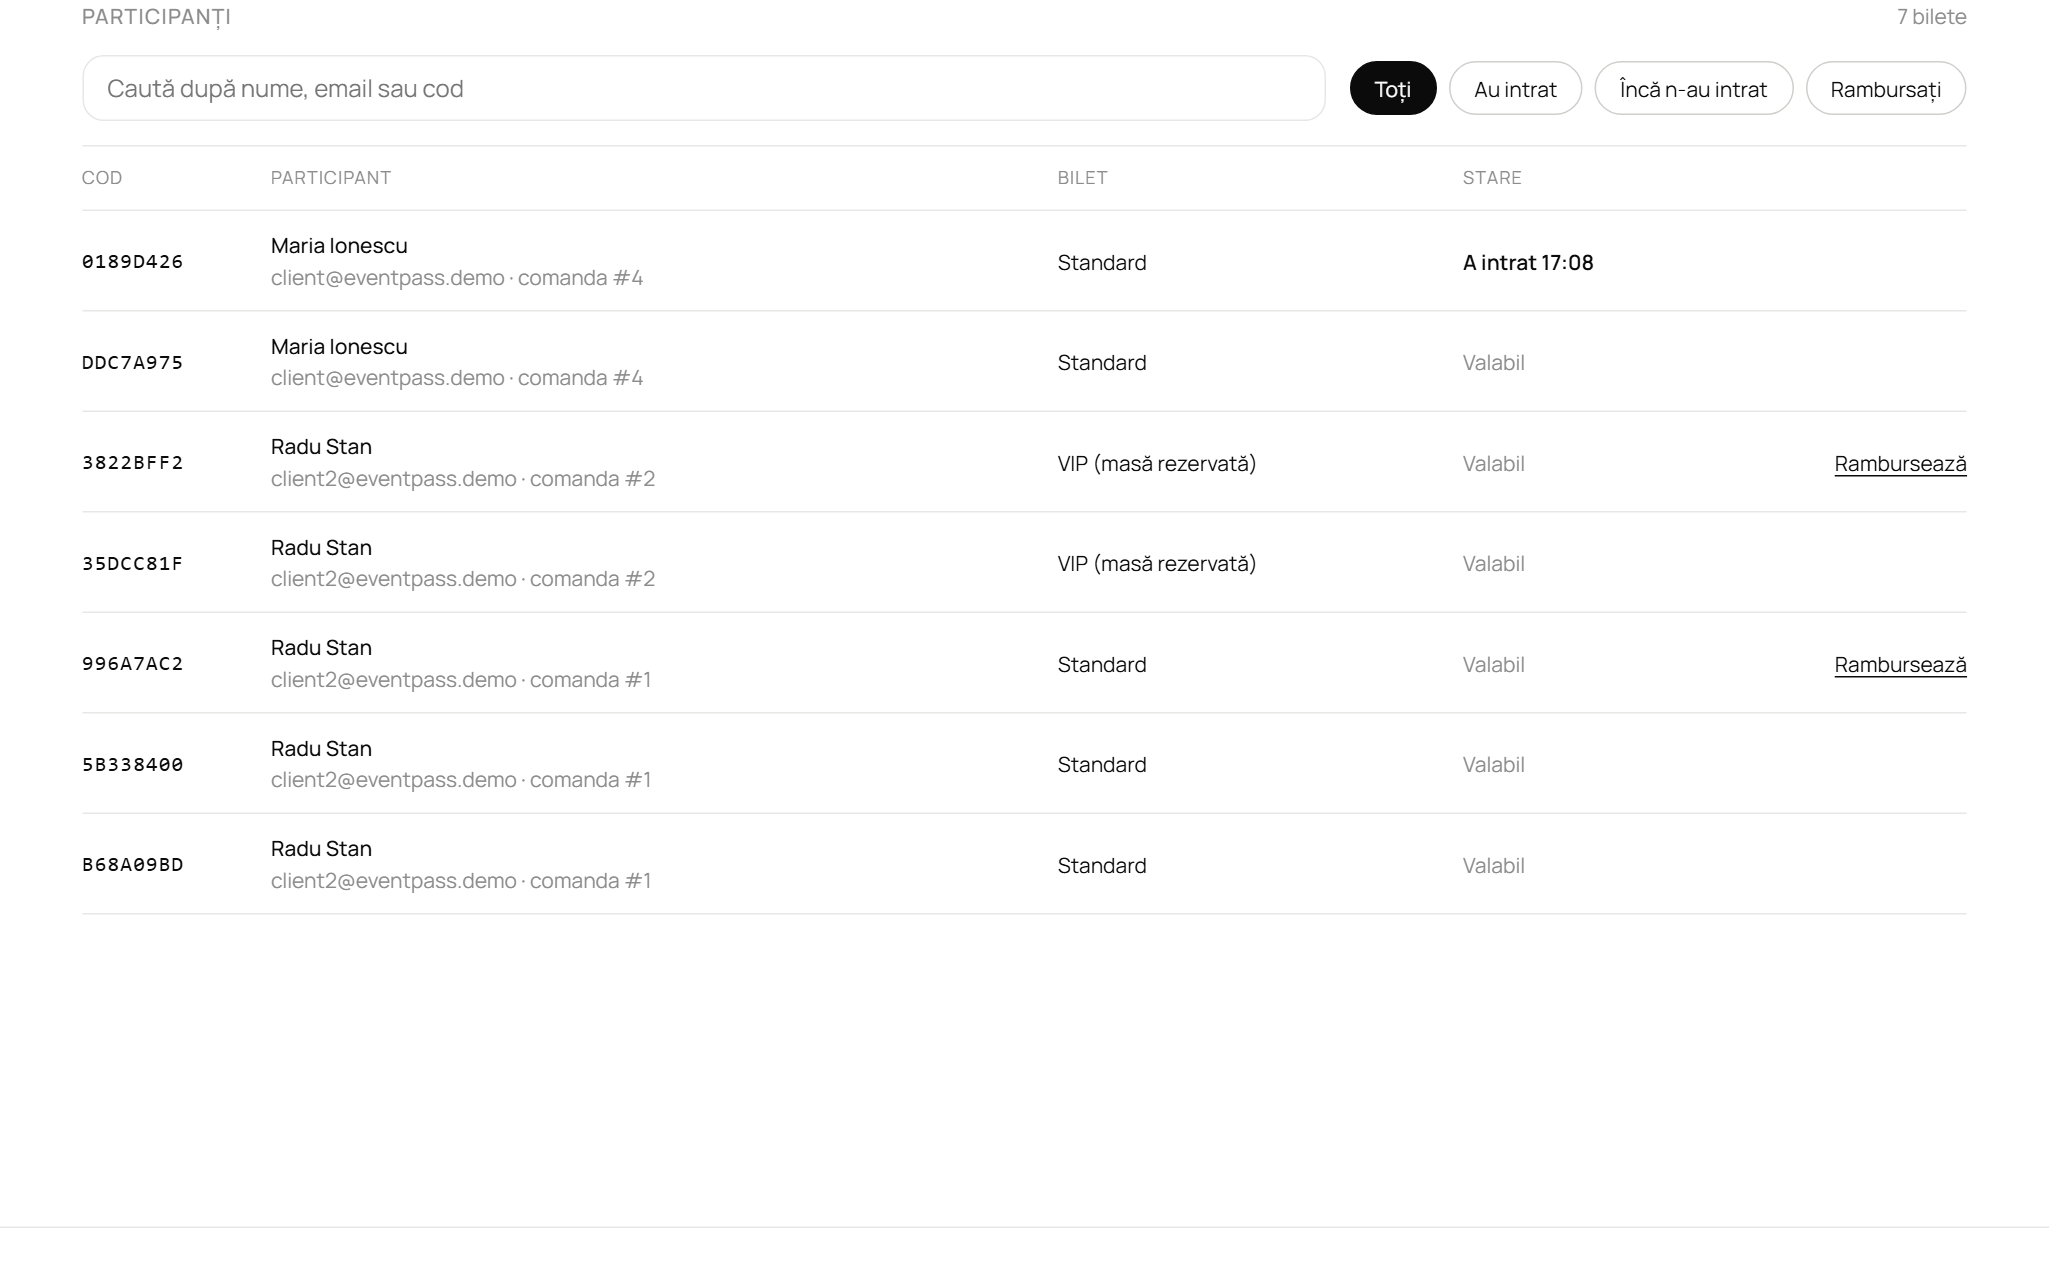 PARTICIPANȚI 7 bilete
Caută după nume, email sau cod Toți Au intrat Încă n-au intrat Rambursați
COD PARTICIPANT BILET STARE
Maria Ionescu
0189D426 Standard A intrat 17:08
client@eventpass.demo · comanda #4
Maria Ionescu
DDC7A975 Standard Valabil
client@eventpass.demo · comanda #4
Radu Stan
3822BFF2 VIP (masă rezervată) Valabil Rambursează
client2@eventpass.demo · comanda #2
Radu Stan
35DCC81F VIP (masă rezervată) Valabil
client2@eventpass.demo · comanda #2
Radu Stan
996A7AC2 Standard Valabil Rambursează
client2@eventpass.demo · comanda #1
Radu Stan
5B338400 Standard Valabil
client2@eventpass.demo · comanda #1
Radu Stan
B68A09BD Standard Valabil
client2@eventpass.demo · comanda #1